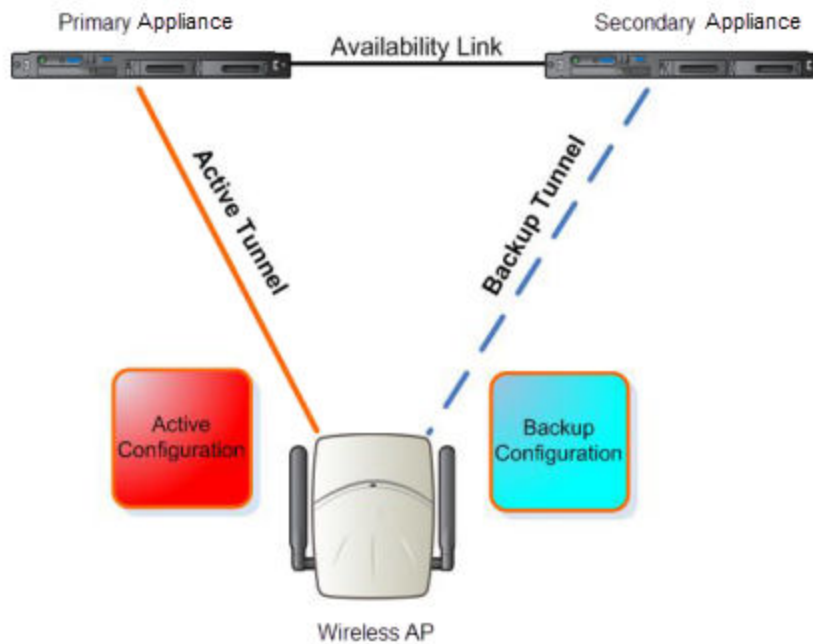 Primary Appliance
Secondary Appliance
Availability Link
Active Tunnel
Backup Tunnel
Active
Configuration
Backup
Configuration
Wireless AP